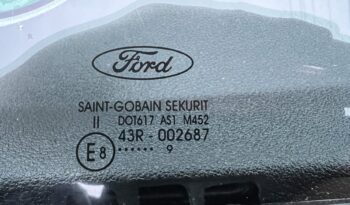 Ford
SAINT-GOBAIN SEKURIT
II DOT617 AS1 M452
43R - 002687
E8 ...... 9